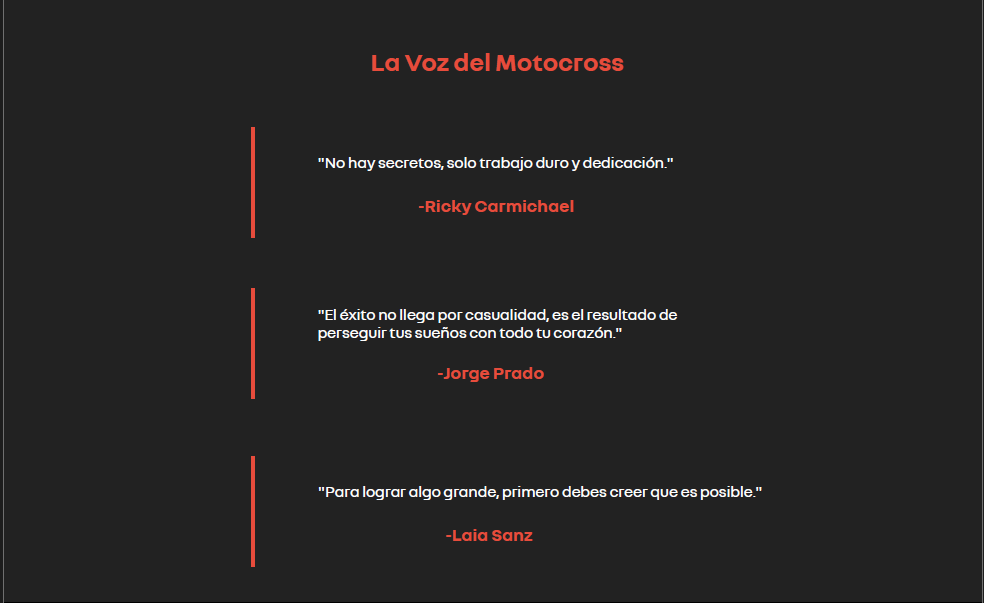 La Voz del Motocross
"No hay secretos, solo trabajo duro y dedicación."
-Ricky Carmichael
"El éxito no llega por casualidad, es el resultado de
perseguir tus sueños con todo tu corazón."
-Jorge Prado
"Para lograr algo grande, primero debes creer que es posible."
-Laia Sanz